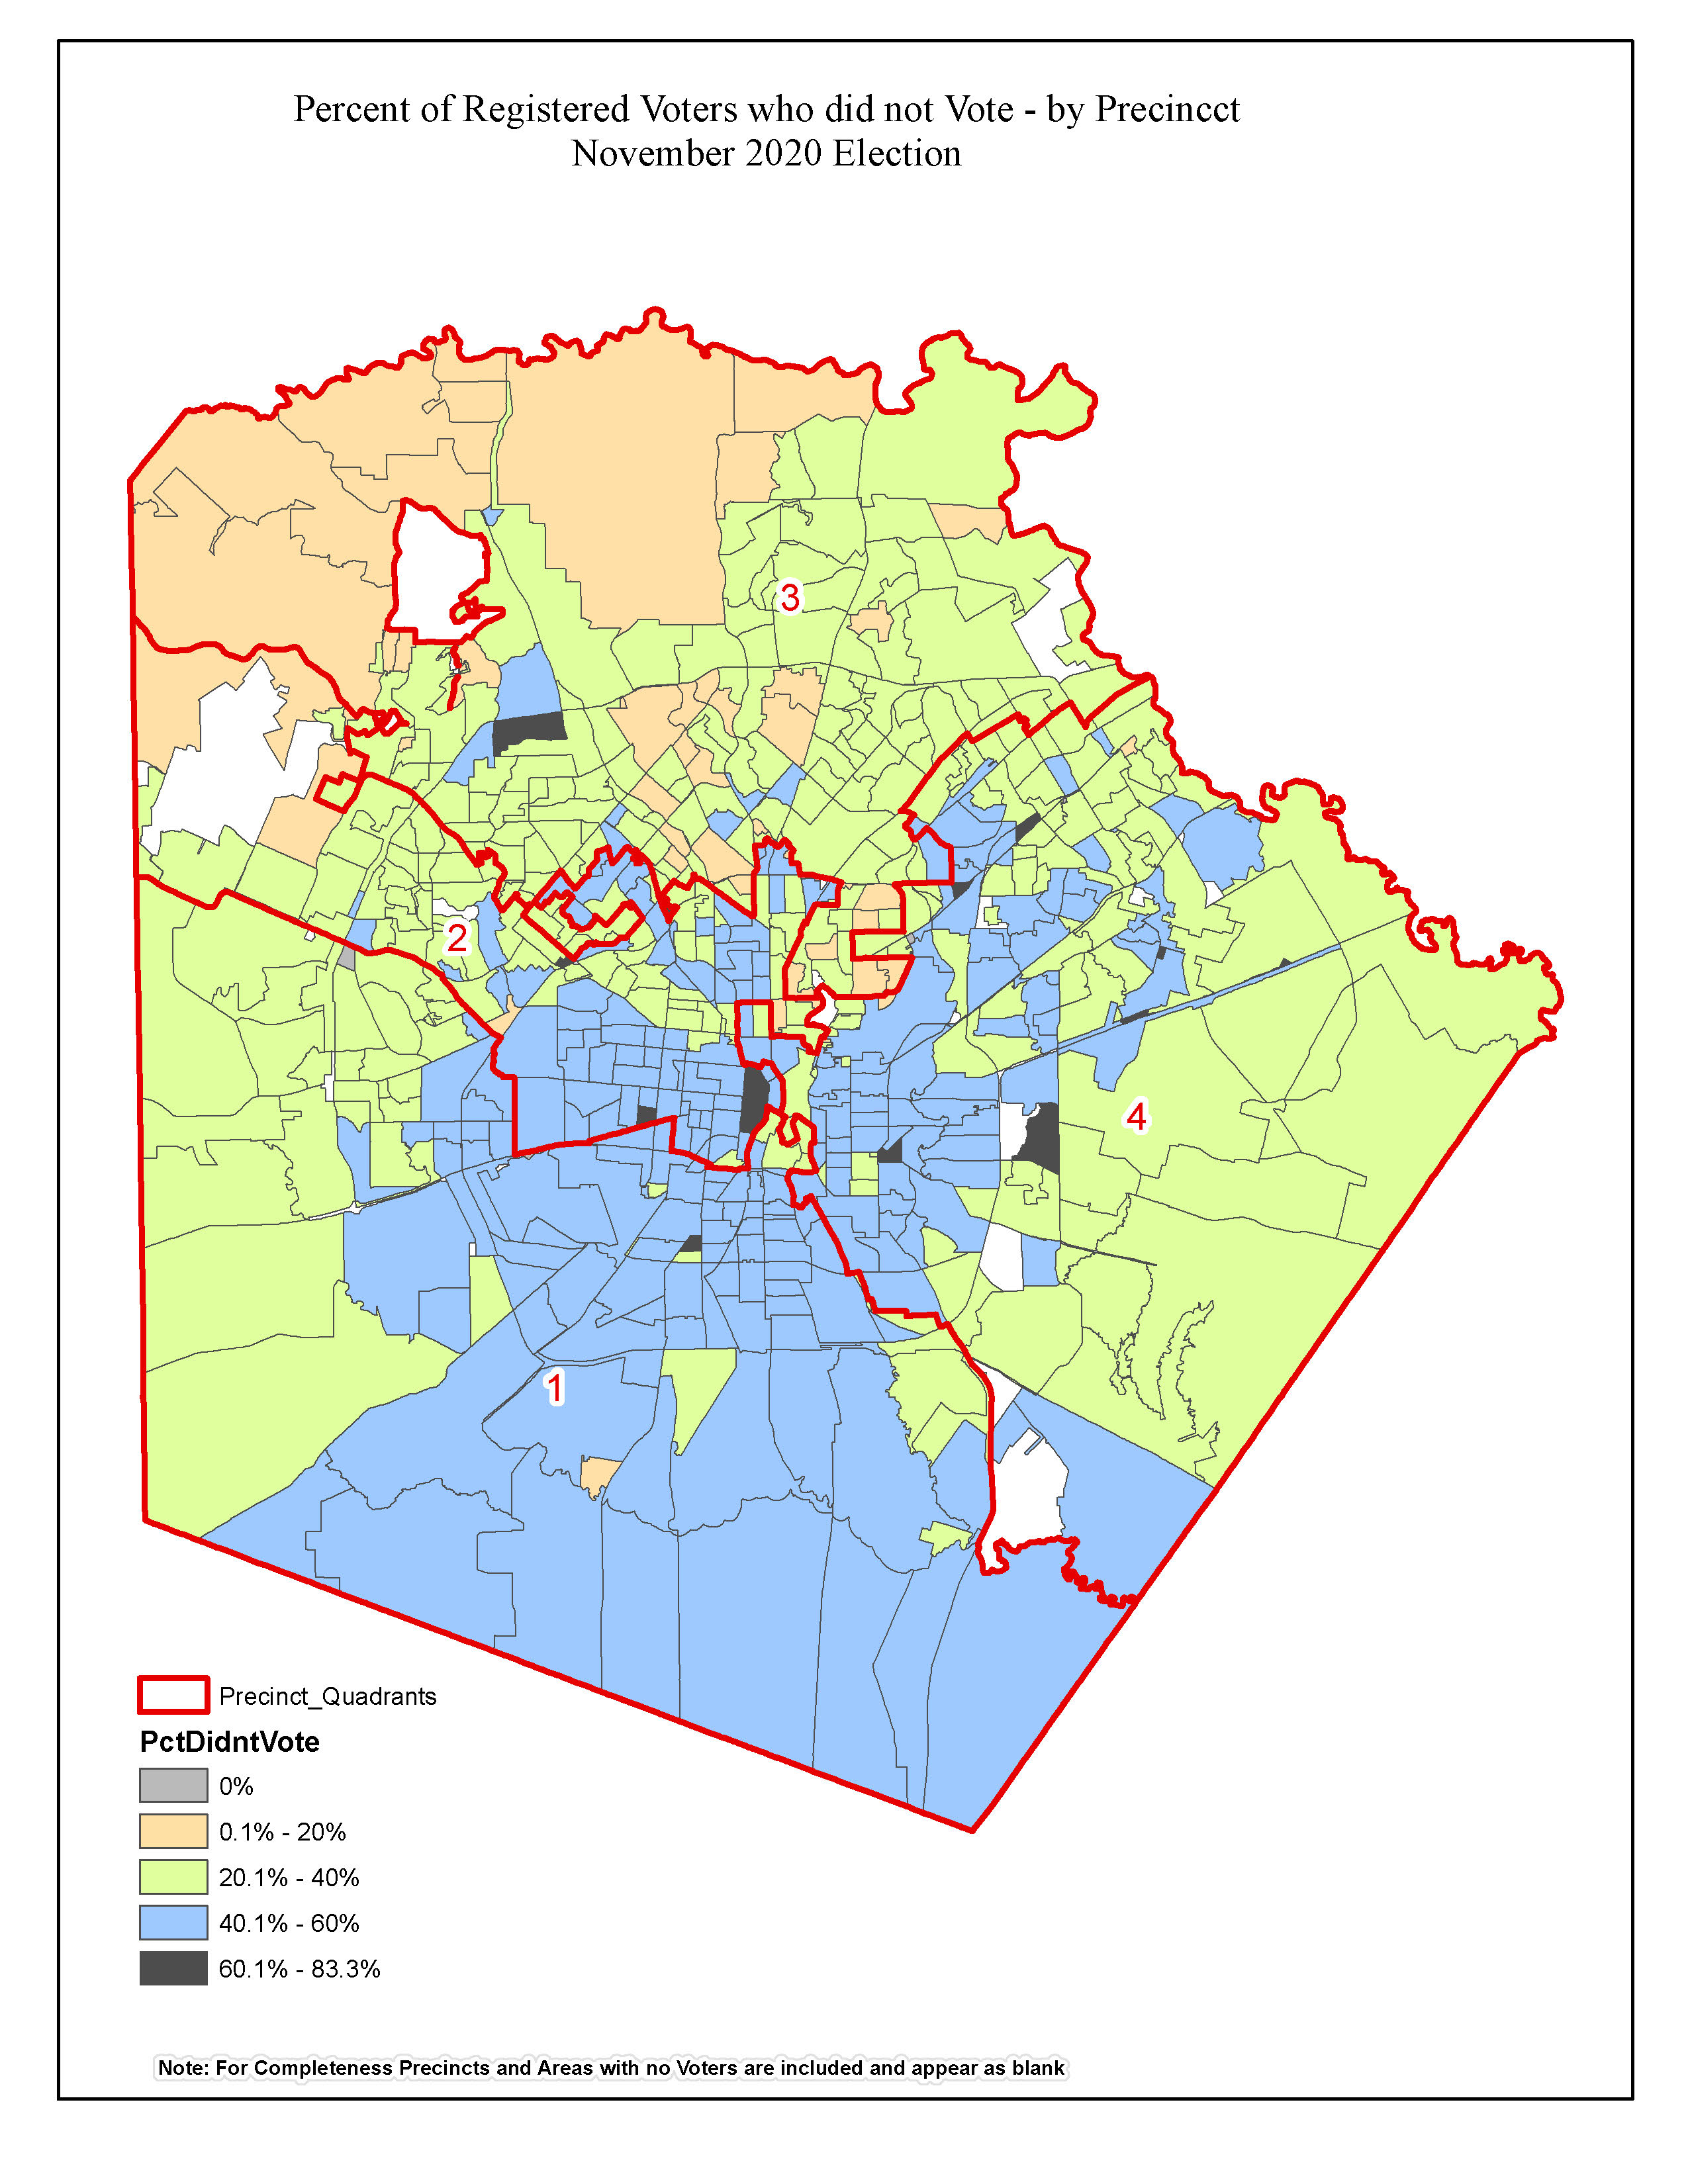 Percent of Registered Voters who did not Vote - by Precincct
November 2020 Election
3
2
4
1
Precinct_Quadrants
PctDidntVote
0%
0.1% - 20%
20.1% - 40%
40.1% - 60%
60.1% - 83.3%
Note: For Completeness Precincts and Areas with no Voters are included and appear as blank